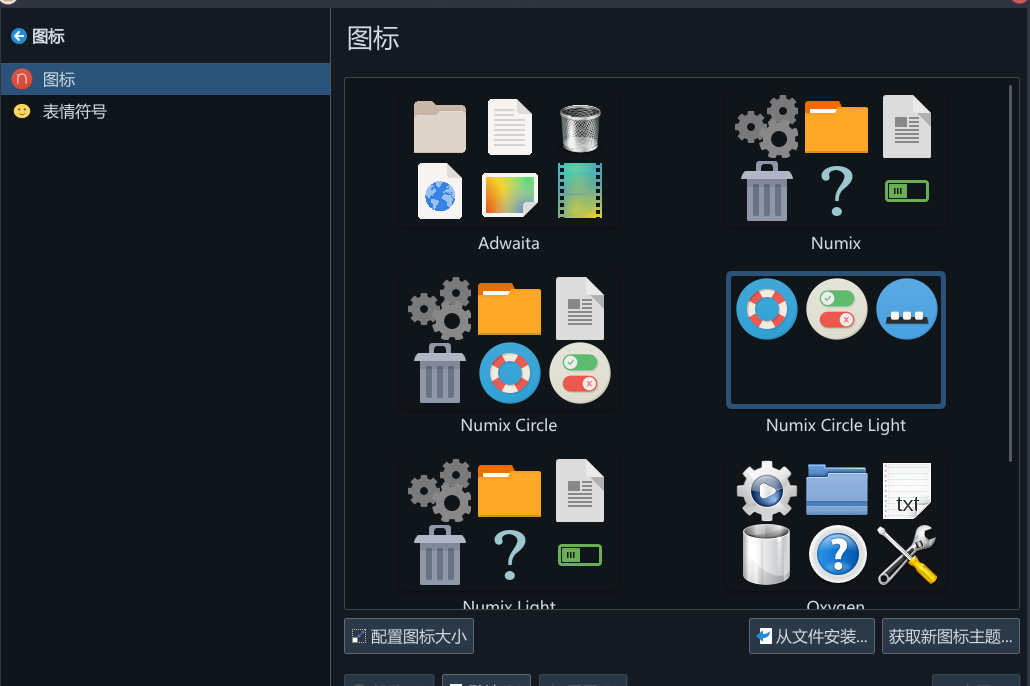 图标
图标
表情符号
图标
Adwaita
Numix
Numix Circle
Numix Circle Light
Numix Light
txt
Oxygen
配置图标大小
从文件安装...
获取新图标主题...